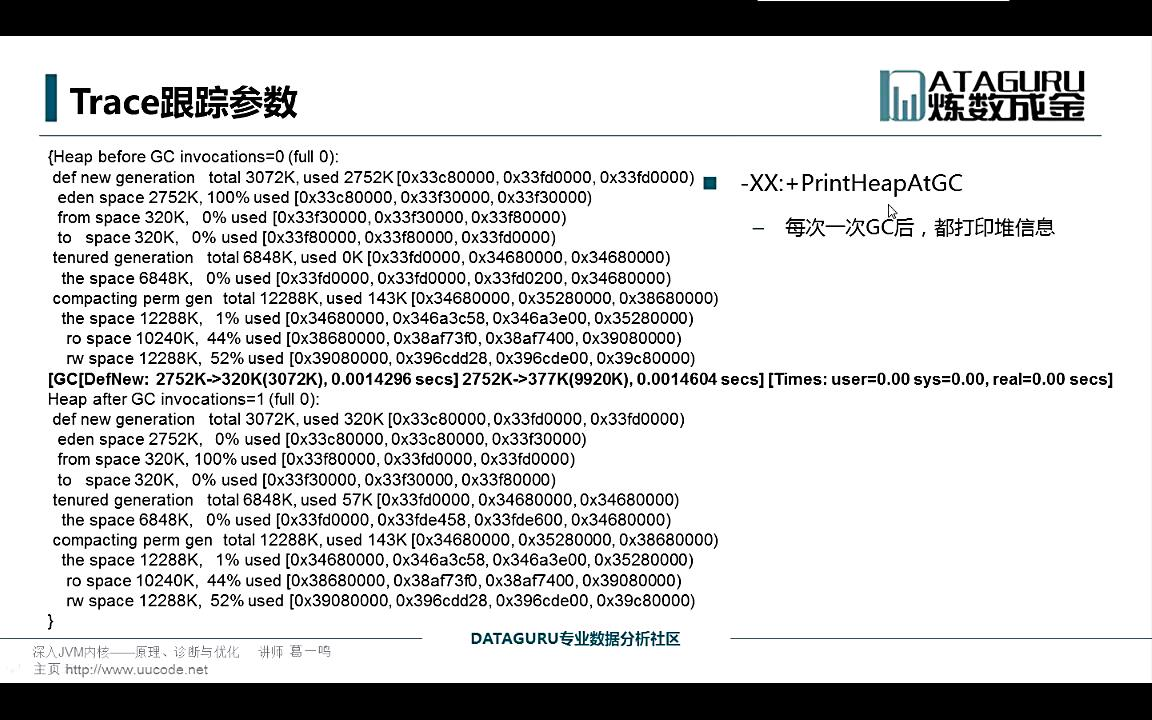 Trace跟踪参数
DATAGURU
炼数成金
{Heap before GC invocations=0 (full 0):
def new generation total 3072K, used 2752K [0x33c80000, 0x33fd0000, 0x33fd0000)
eden space 2752K, 100% used [0x33c80000, 0x33f30000, 0x33f30000)
from space 320K, 0% used [0x33f30000, 0x33f30000, 0x33f80000)
to space 320K, 0% used [0x33f80000, 0x33f80000, 0x33fd0000)
tenured generation total 6848K, used 0K [0x33fd0000, 0x34680000, 0x34680000)
the space 6848K, 0% used [0x33fd0000, 0x33fd0000, 0x33fd0200, 0x34680000)
compacting perm gen total 12288K, used 143K [0x34680000, 0x35280000, 0x38680000)
the space 12288K, 1% used [0x34680000, 0x346a3c58, 0x346a3e00, 0x35280000)
ro space 10240K, 44% used [0x38680000, 0x38af73f0, 0x38af7400, 0x39080000)
rw space 12288K, 52% used [0x39080000, 0x396cdd28, 0x396cde00, 0x39c80000)
[GC[DefNew: 2752K->320K(3072K), 0.0014296 secs] 2752K->377K(9920K), 0.0014604 secs] [Times: user=0.00 sys=0.00, real=0.00 secs]
Heap after GC invocations=1 (full 0):
def new generation total 3072K, used 320K [0x33c80000, 0x33fd0000, 0x33fd0000)
eden space 2752K, 0% used [0x33c80000, 0x33c80000, 0x33f30000)
from space 320K, 100% used [0x33f80000, 0x33fd0000, 0x33fd0000)
to space 320K, 0% used [0x33f30000, 0x33f30000, 0x33f80000)
tenured generation total 6848K, used 57K [0x33fd0000, 0x34680000, 0x34680000)
the space 6848K, 0% used [0x33fd0000, 0x33fde458, 0x33fde600, 0x34680000)
compacting perm gen total 12288K, used 143K [0x34680000, 0x35280000, 0x38680000)
the space 12288K, 1% used [0x34680000, 0x346a3c58, 0x346a3e00, 0x35280000)
ro space 10240K, 44% used [0x38680000, 0x38af73f0, 0x38af7400, 0x39080000)
rw space 12288K, 52% used [0x39080000, 0x396cdd28, 0x396cde00, 0x39c80000)
}
-XX:+PrintHeapAtGC
– 每次一次GC后，都打印堆信息
DATAGURU专业数据分析社区
深入JVM内核——原理、诊断与优化 讲师 葛一鸣
主页 http://www.uucode.net